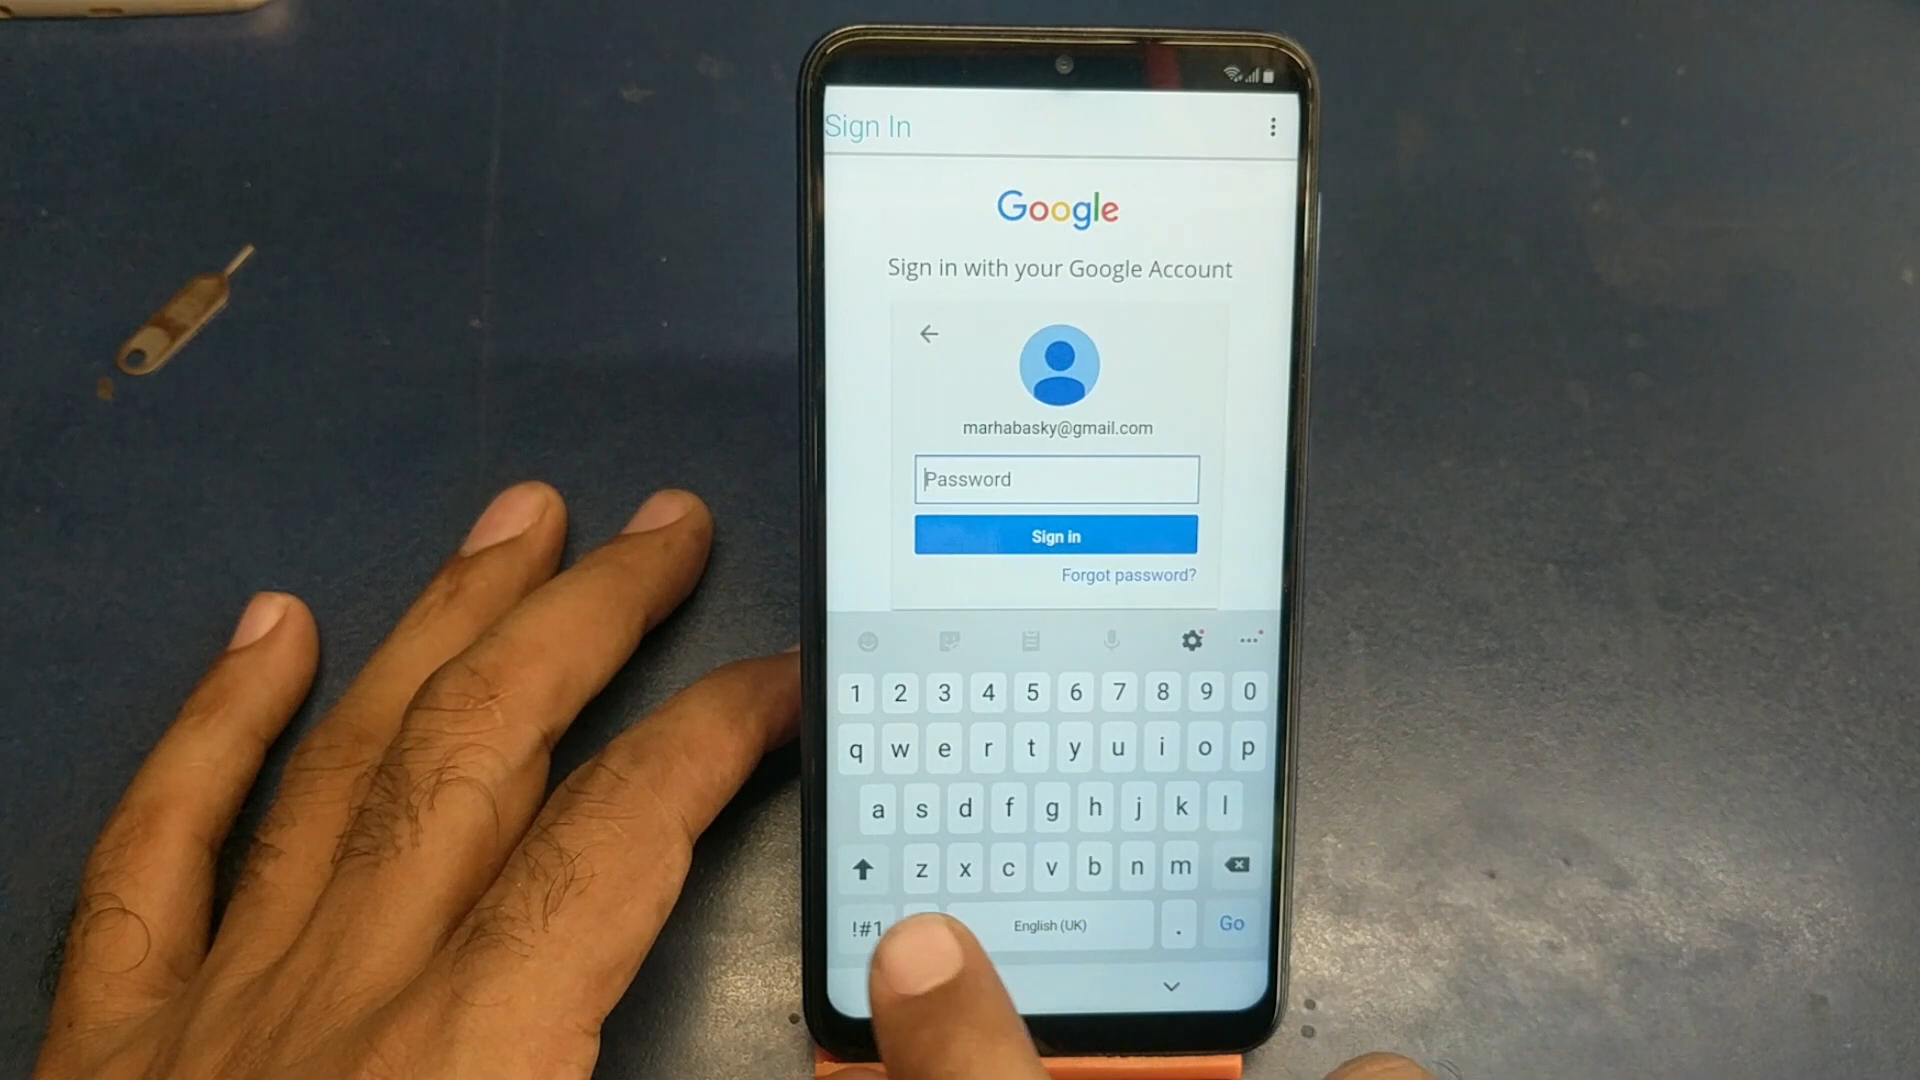 Sign In
Google
Sign in with your Google Account
marhabasky@gmail.com
Password
Sign in
Forgot password?
1 2 3 4 5 6 7 8 9 0
q w e r t y u i o p
a s d f g h j k l
z x c v b n m
!#1 English (UK) . Go